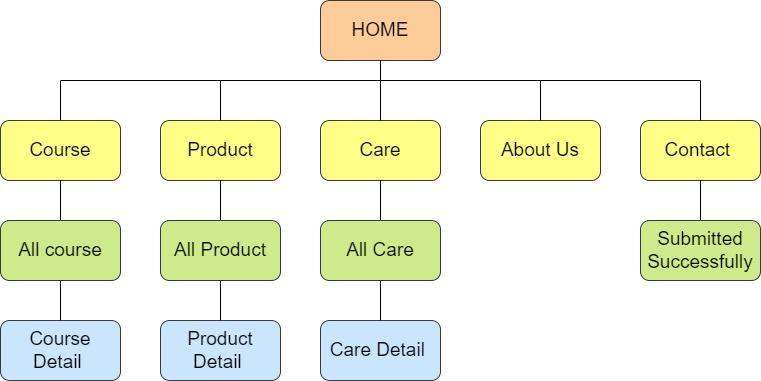 HOME
Course
Product
Care
About Us
Contact
All course
All Product
All Care
Submitted
Successfully
Course
Detail
Product
Detail
Care Detail